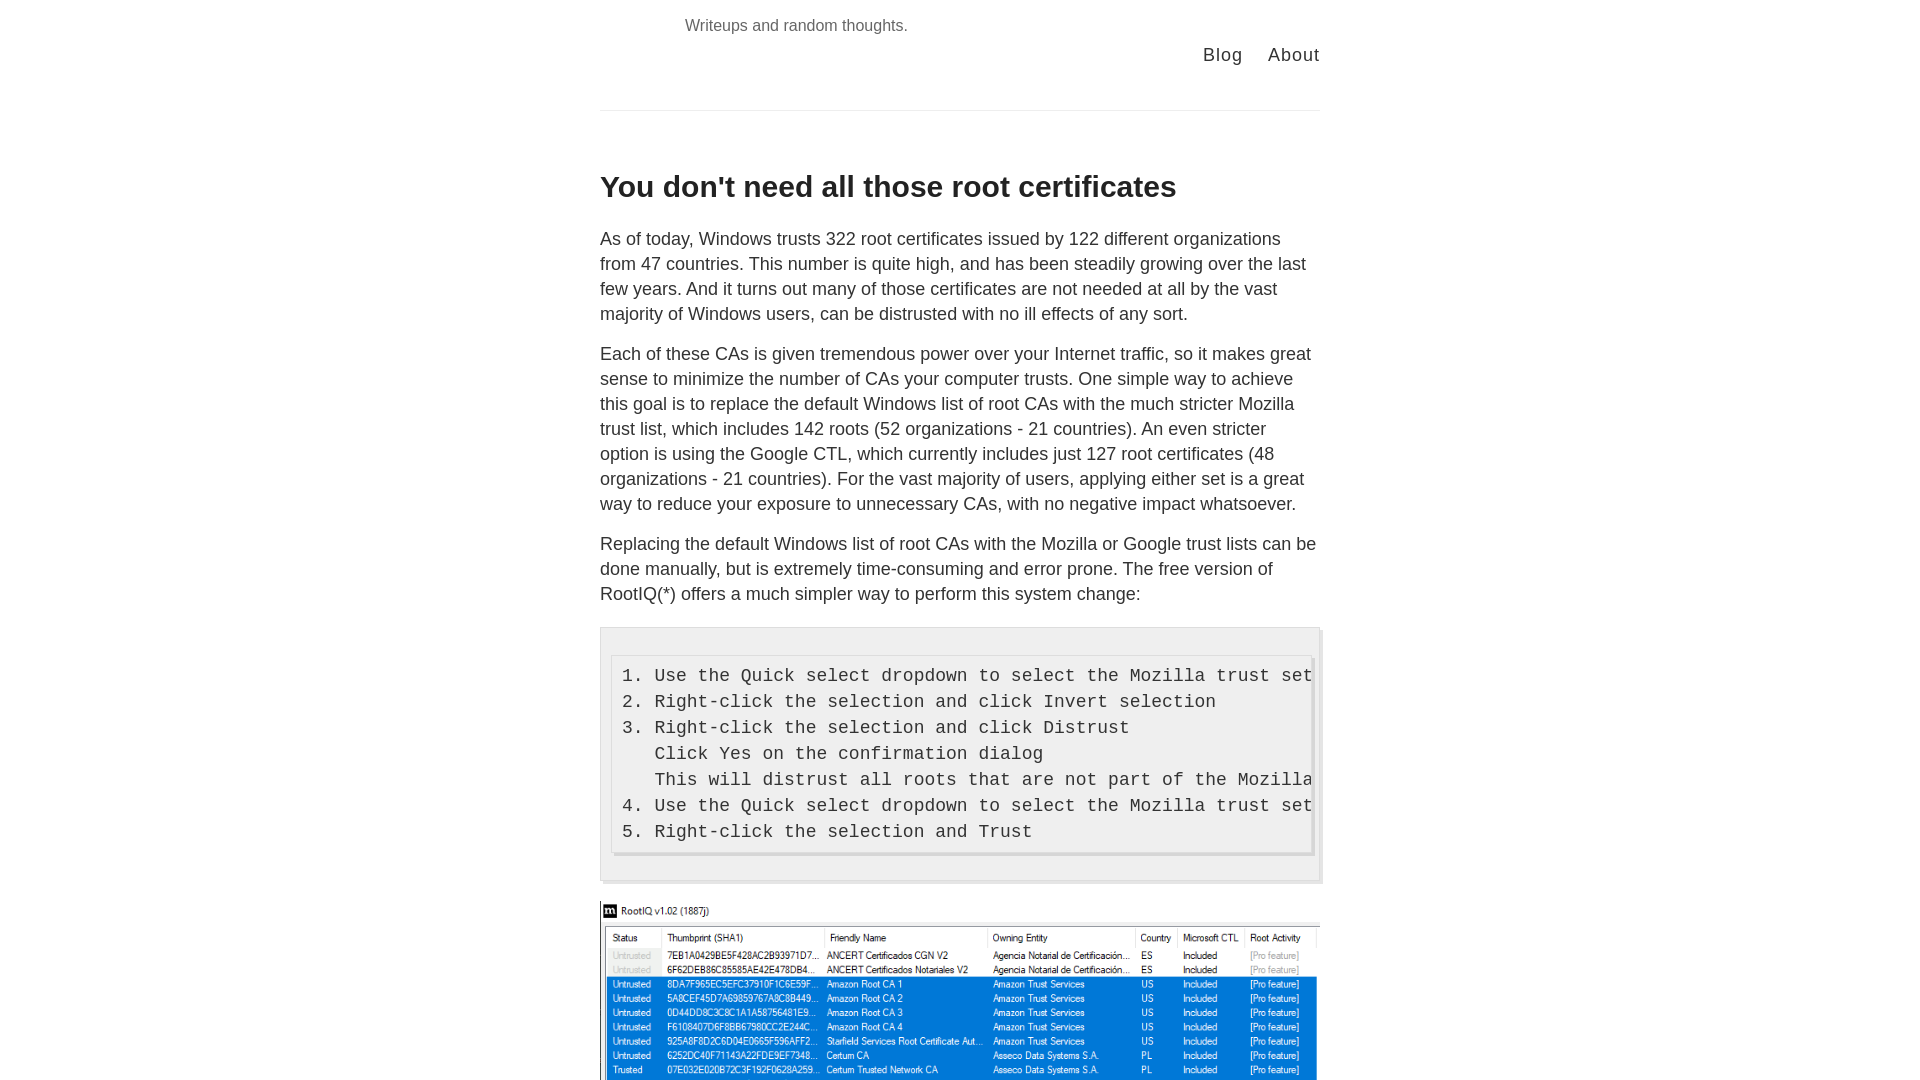 Writeups and random thoughts.
Blog About
You don't need all those root certificates
As of today, Windows trusts 322 root certificates issued by 122 different organizations
from 47 countries. This number is quite high, and has been steadily growing over the last
few years. And it turns out many of those certificates are not needed at all by the vast
majority of Windows users, can be distrusted with no ill effects of any sort.
Each of these CAs is given tremendous power over your Internet traffic, so it makes great
sense to minimize the number of CAs your computer trusts. One simple way to achieve
this goal is to replace the default Windows list of root CAs with the much stricter Mozilla
trust list, which includes 142 roots (52 organizations - 21 countries). An even stricter
option is using the Google CTL, which currently includes just 127 root certificates (48
organizations - 21 countries). For the vast majority of users, applying either set is a great
way to reduce your exposure to unnecessary CAs, with no negative impact whatsoever.
Replacing the default Windows list of root CAs with the Mozilla or Google trust lists can be
done manually, but is extremely time-consuming and error prone. The free version of
RootIQ(*) offers a much simpler way to perform this system change:
1. Use the Quick select dropdown to select the Mozilla trust set
2. Right-click the selection and click Invert selection
3. Right-click the selection and click Distrust
Click Yes on the confirmation dialog
This will distrust all roots that are not part of the Mozilla
4. Use the Quick select dropdown to select the Mozilla trust set
5. Right-click the selection and Trust
RootIQ v1.02 (1887j)
Status Thumbprint (SHA1) Friendly Name Owning Entity Country Microsoft CTL Root Activity
Untrusted 7EB1A0429BE5F428AC2B93971D7... ANCERT Certificados CGN V2 Agencia Notarial de Certificación... ES Included [Pro feature]
Untrusted 6F62DEB86C85585AE42E478DB4... ANCERT Certificados Notariales V2 Agencia Notarial de Certificación... ES Included [Pro feature]
Untrusted 8DA7F965EC5EFC37910F1C6E59F... Amazon Root CA 1 Amazon Trust Services US Included [Pro feature]
Untrusted 5A8CEF45D7A69859767A8C8B449... Amazon Root CA 2 Amazon Trust Services US Included [Pro feature]
Untrusted 0D44DD8C3C8C1A1A58756481E9... Amazon Root CA 3 Amazon Trust Services US Included [Pro feature]
Untrusted F6108407D6F8BB67980CC2E244C... Amazon Root CA 4 Amazon Trust Services US Included [Pro feature]
Untrusted 925A8F8D2C6D04E0665F596AFF2... Starfield Services Root Certificate Aut... Amazon Trust Services US Included [Pro feature]
Untrusted 6252DC40F71143A22FDE9EF7348... Certum CA Asseco Data Systems S.A. PL Included [Pro feature]
Trusted 07E032E020B72C3F192F0628A259... Certum Trusted Network CA Asseco Data Systems S.A. PL Included [Pro feature]